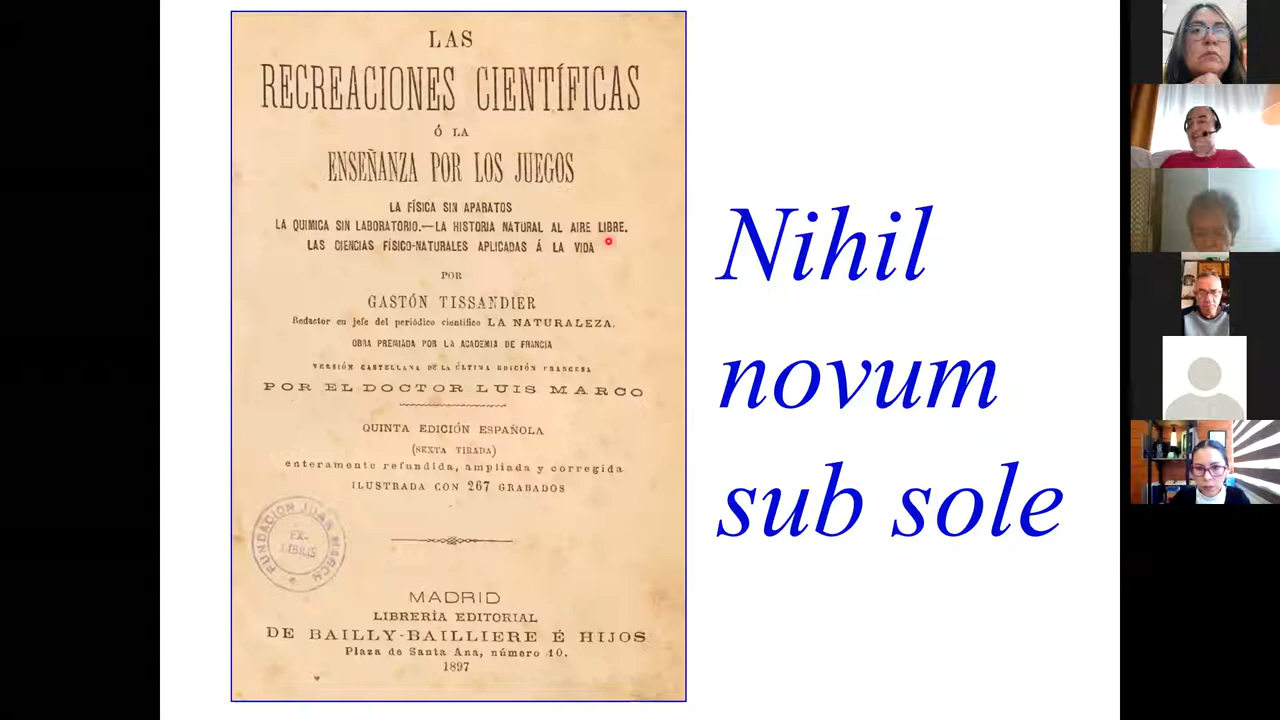 LAS
RECREACIONES CIENTÍFICAS
Ó LA
ENSEÑANZA POR LOS JUEGOS
LA FÍSICA SIN APARATOS
LA QUIMICA SIN LABORATORIO.—LA HISTORIA NATURAL AL AIRE LIBRE.
LAS CIENCIAS FÍSICO-NATURALES APLICADAS Á LA VIDA
POR
GASTÓN TISSANDIER
Redactor en jefe del periódico científico LA NATURALEZA.
OBRA PREMIADA POR LA ACADEMIA DE FRANCIA
VERSIÓN CASTELLANA DE LA ÚLTIMA EDICIÓN FRANCESA
POR EL DOCTOR LUIS MARCO
QUINTA EDICIÓN ESPAÑOLA
(SEXTA TIRADA)
enteramente refundida, ampliada y corregida
ILUSTRADA CON 267 GRABADOS
FUNDACION JUAN MARCH
EX-
LIBRIS
MADRID
LIBRERÍA EDITORIAL
DE BAILLY-BAILLIERE É HIJOS
Plaza de Santa Ana, número 10.
1897
Nihil
novum
sub sole